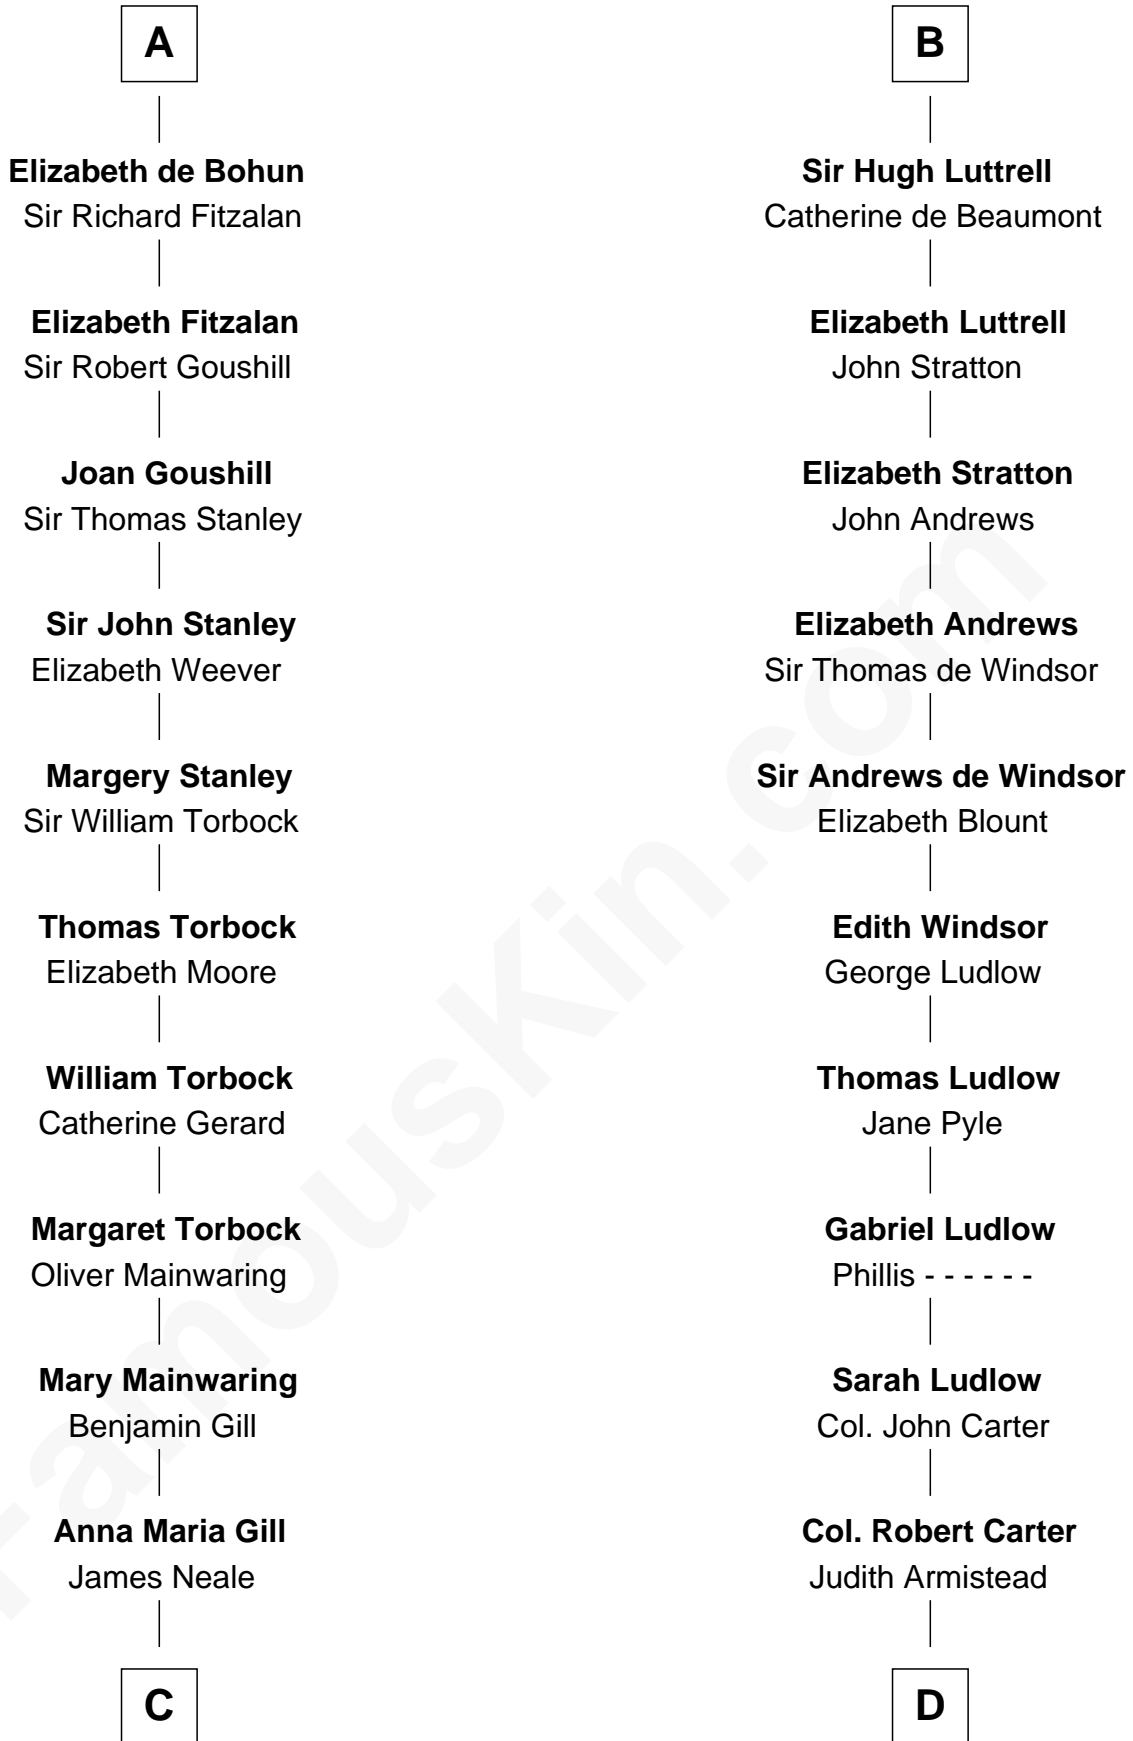 A
Elizabeth de Bohun
Sir Richard Fitzalan
Elizabeth Fitzalan
Sir Robert Goushill
Joan Goushill
Sir Thomas Stanley
Sir John Stanley
Elizabeth Weever
Margery Stanley
Sir William Torbock
Thomas Torbock
Elizabeth Moore
William Torbock
Catherine Gerard
Margaret Torbock
Oliver Mainwaring
Mary Mainwaring
Benjamin Gill
Anna Maria Gill
James Neale
C
B
Sir Hugh Luttrell
Catherine de Beaumont
Elizabeth Luttrell
John Stratton
Elizabeth Stratton
John Andrews
Elizabeth Andrews
Sir Thomas de Windsor
Sir Andrews de Windsor
Elizabeth Blount
Edith Windsor
George Ludlow
Thomas Ludlow
Jane Pyle
Gabriel Ludlow
Phillis - - - - - -
Sarah Ludlow
Col. John Carter
Col. Robert Carter
Judith Armistead
D
FamousKin.com